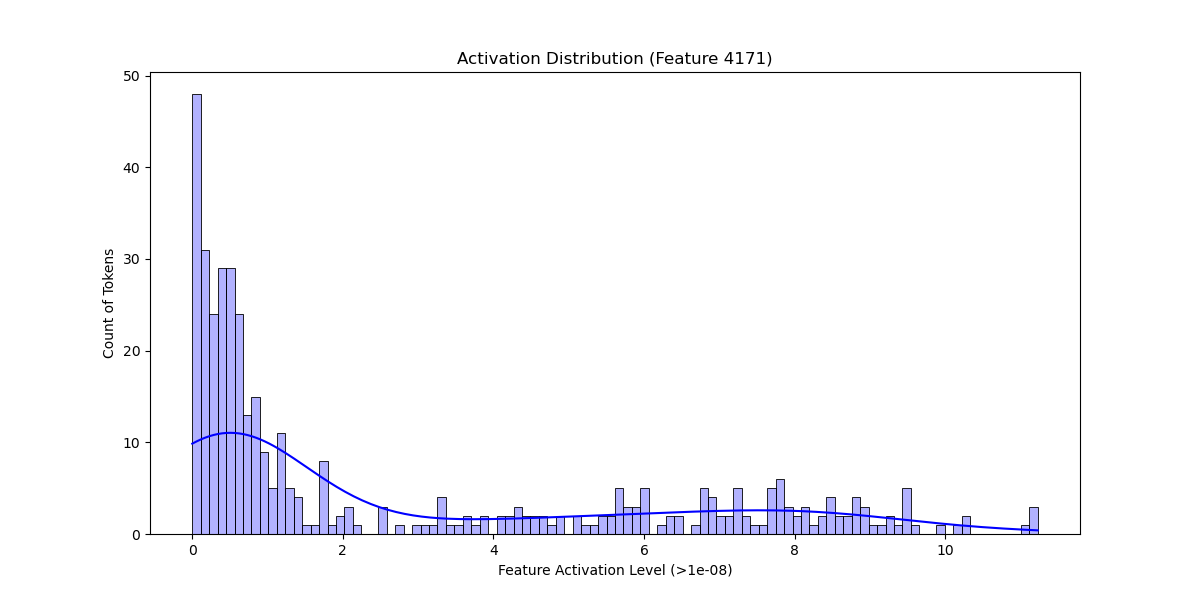 Activation Distribution (Feature 4171)
50
40
30
20
10
0
Count of Tokens
0 2 4 6 8 10
Feature Activation Level (>1e-08)